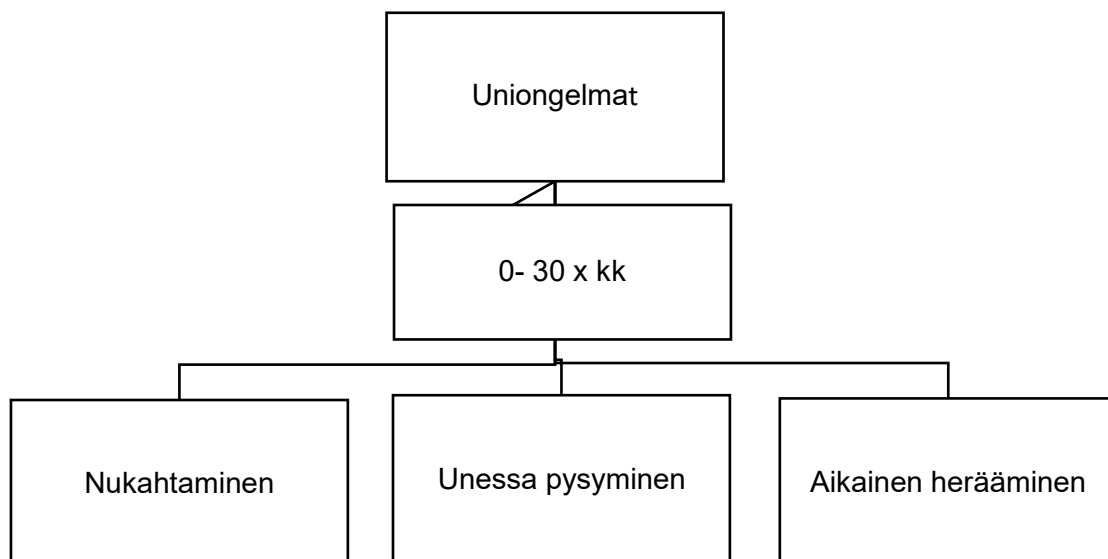 Uniongelmat
0- 30 x kk
Nukahtaminen
Unessa pysyminen
Aikainen herääminen